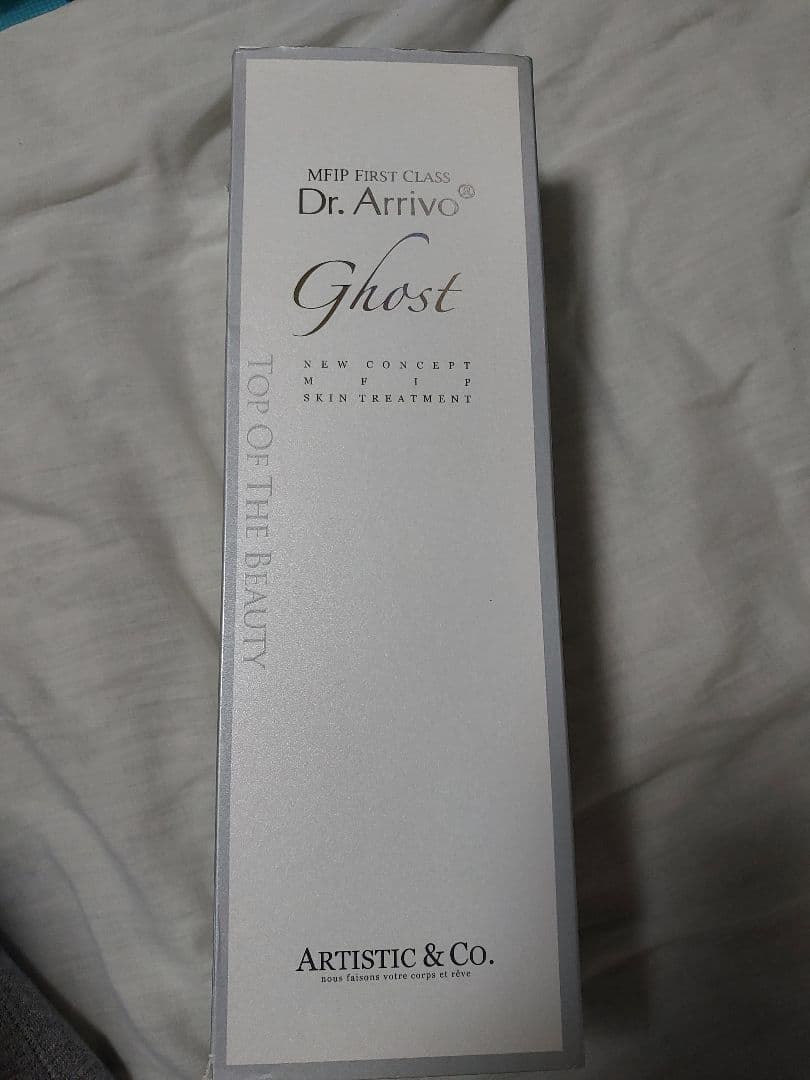 MFIP FIRST CLASS
Dr. Arrivo®
Ghost
NEW CONCEPT
MFIP
SKIN TREATMENT
TOP OF THE BEAUTY
ARTISTIC & CO.
nous faisons votre corps et rêve